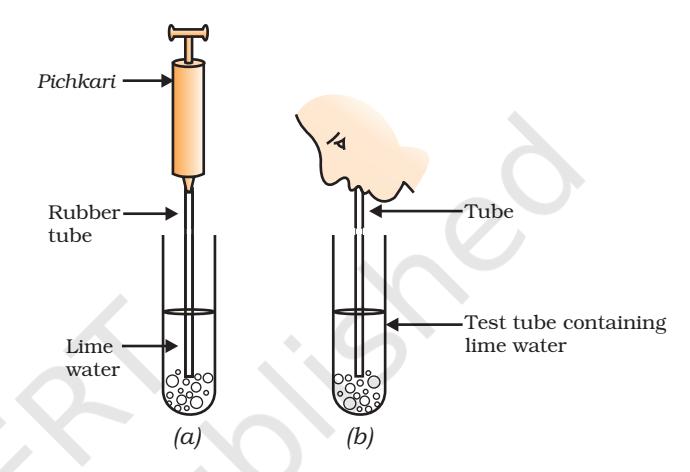 Pichkari
Rubber
tube
Tube
Lime
water
Test tube containing
lime water
(a)
(b)